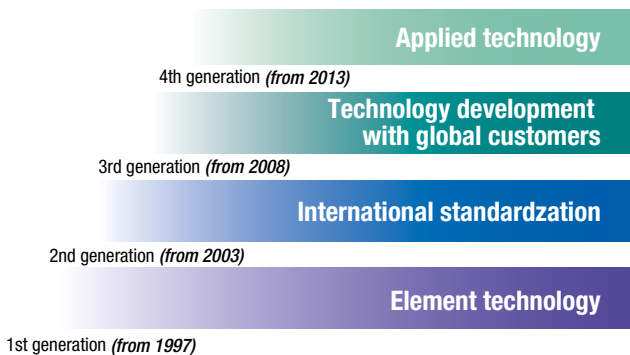 Applied technology
4th generation (from 2013)
Technology development
with global customers
3rd generation (from 2008)
International standardzation
2nd generation (from 2003)
Element technology
1st generation (from 1997)